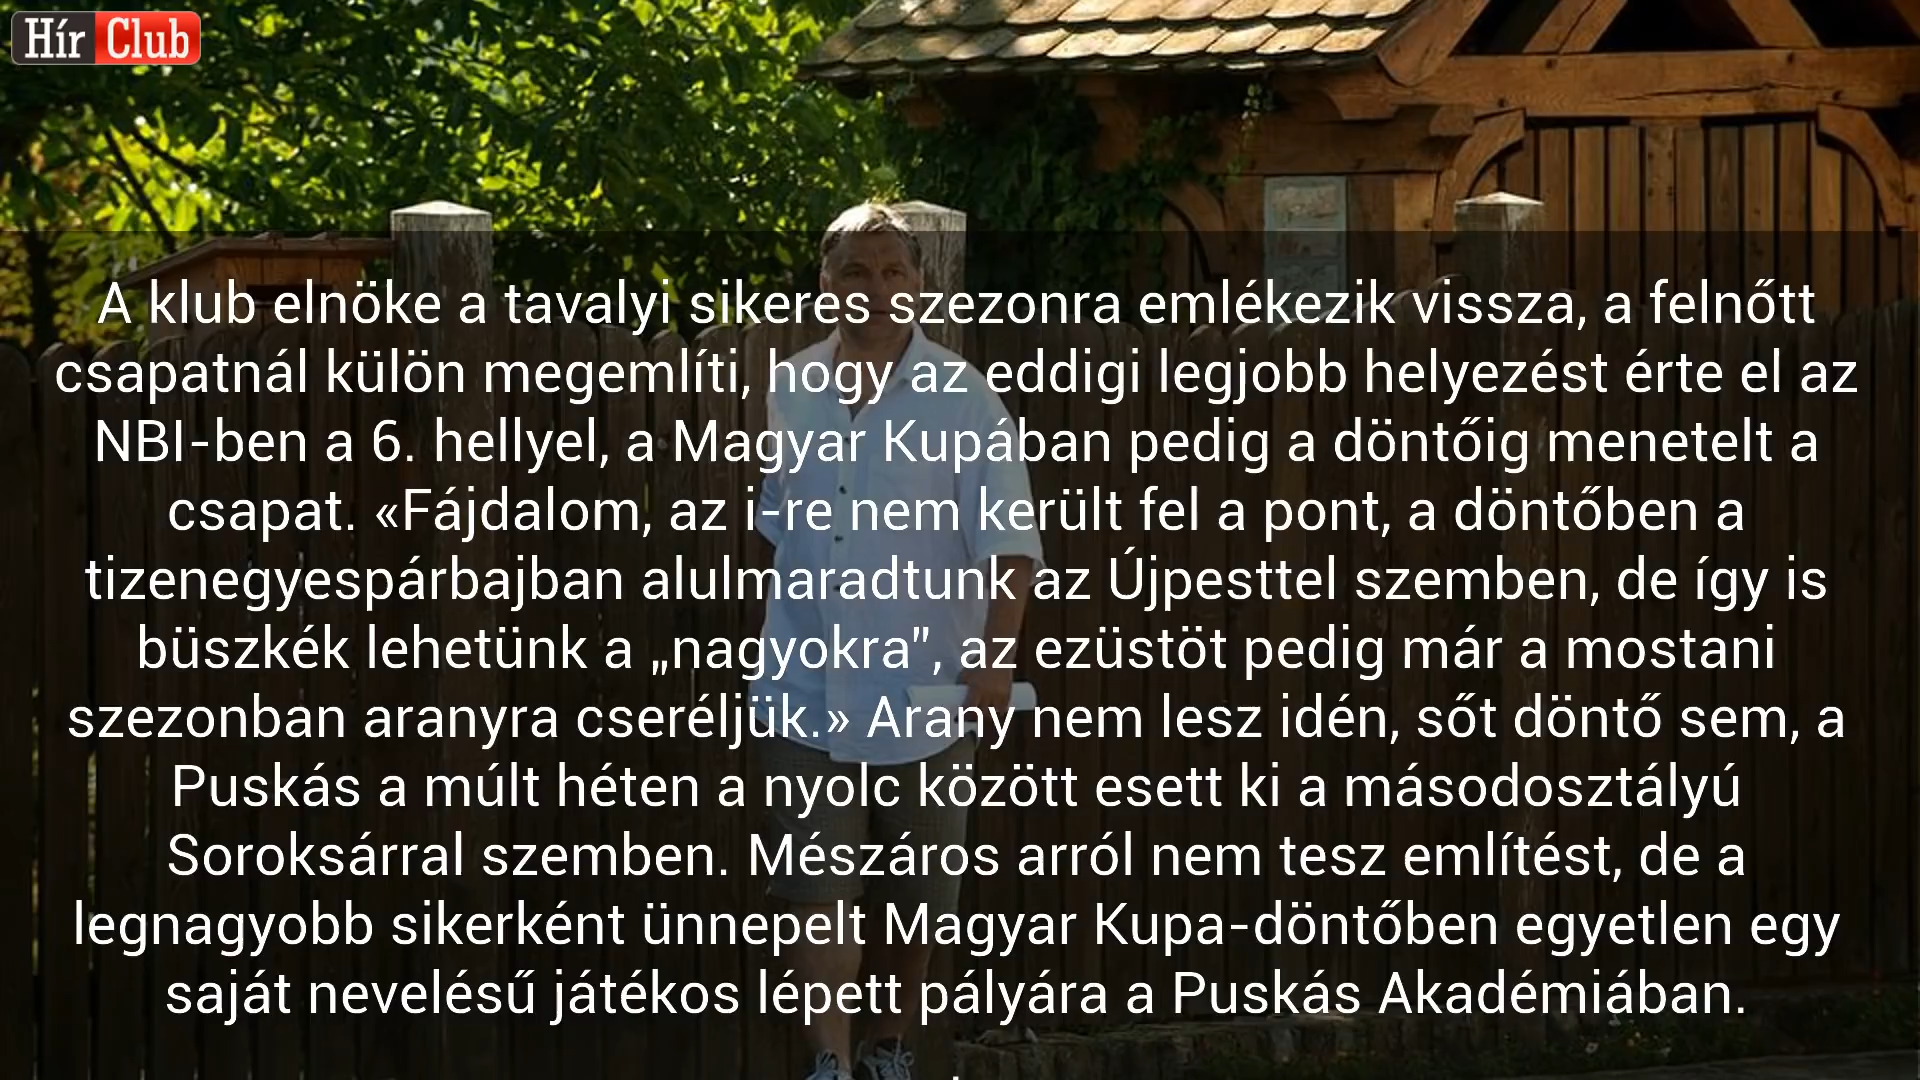 Hír Club
A klub elnöke a tavalyi sikeres szezonra emlékezik vissza, a felnőtt
csapatnál külön megemlíti, hogy az eddigi legjobb helyezést érte el az
NBI-ben a 6. hellyel, a Magyar Kupában pedig a döntőig menetelt a
csapat. «Fájdalom, az i-re nem került fel a pont, a döntőben a
tizenegyespárbajban alulmaradtunk az Újpesttel szemben, de így is
büszkék lehetünk a „nagyokra", az ezüstöt pedig már a mostani
szezonban aranyra cseréljük.» Arany nem lesz idén, sőt döntő sem, a
Puskás a múlt héten a nyolc között esett ki a másodosztályú
Soroksárral szemben. Mészáros arról nem tesz említést, de a
legnagyobb sikerként ünnepelt Magyar Kupa-döntőben egyetlen egy
saját nevelésű játékos lépett pályára a Puskás Akadémiában.